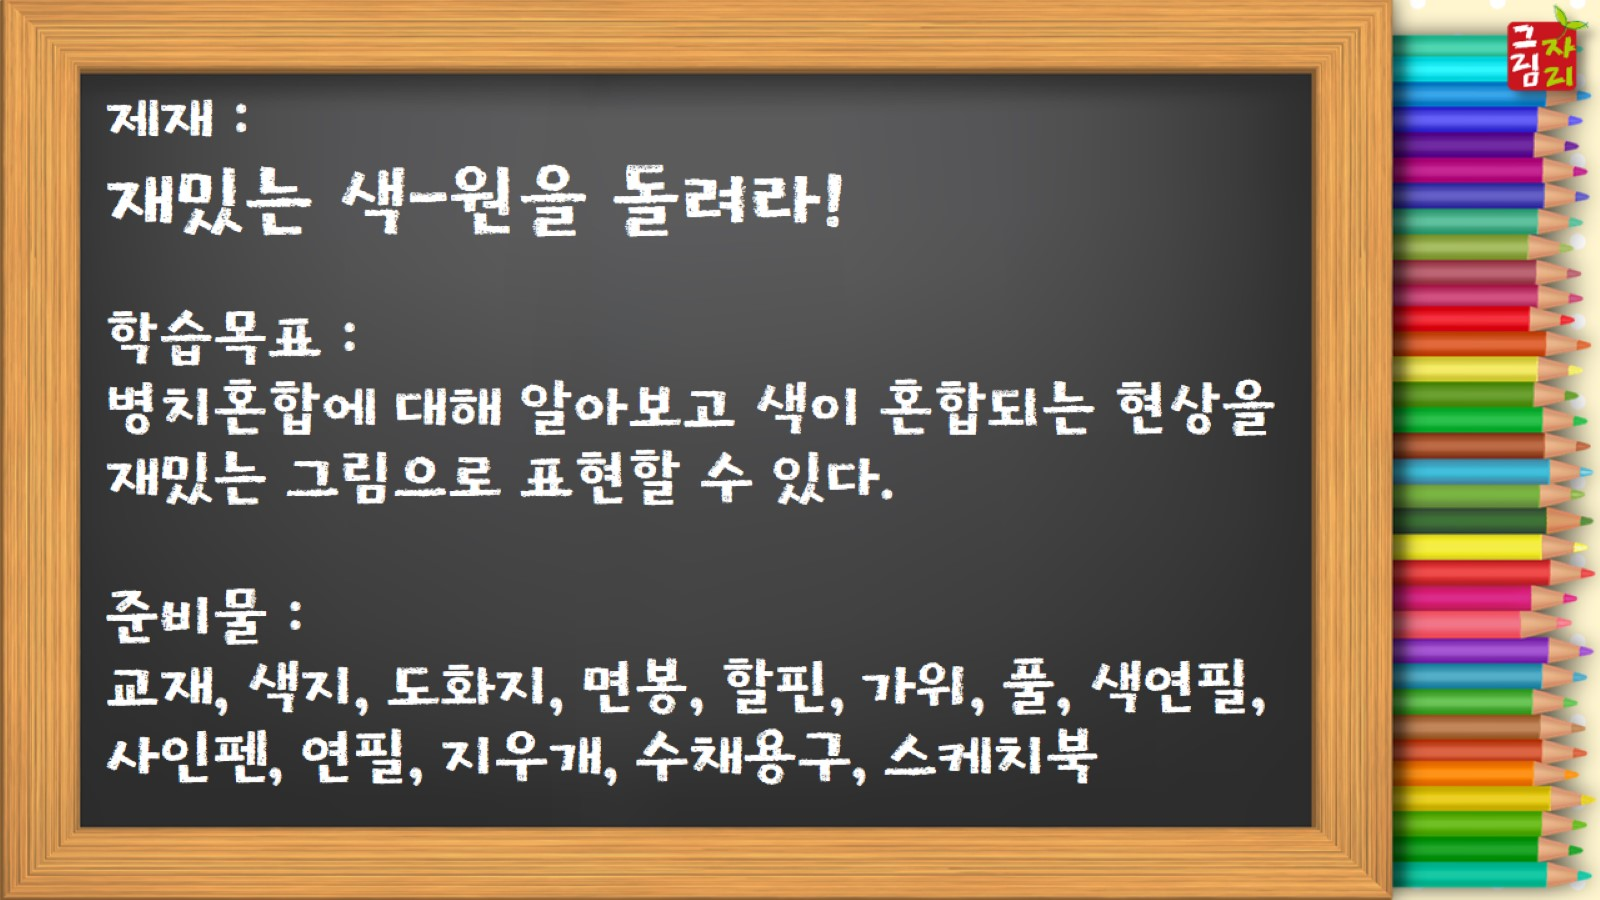 제재 :
재밌는 색-원을 돌려라!
학습목표 :
병치혼합에 대해 알아보고 색이 혼합되는 현상을
재밌는 그림으로 표현할 수 있다.
준비물 :
교재, 색지, 도화지, 면봉, 할핀, 가위, 풀, 색연필,
사인펜, 연필, 지우개, 수채용구, 스케치북
그림
자리